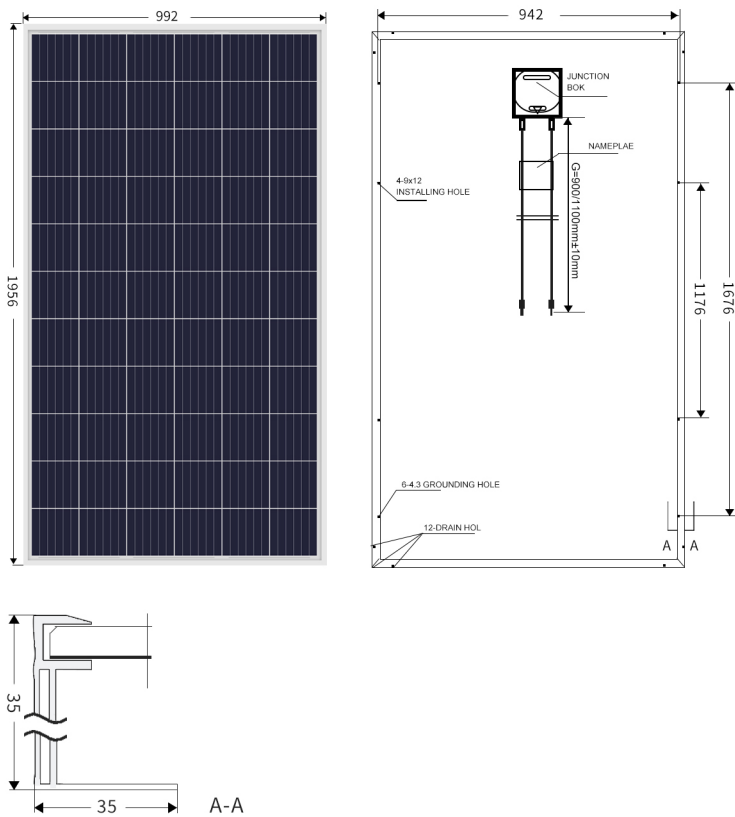 992
1956
942
JUNCTION
BOK
NAMEPLAE
4-9x12
INSTALLING HOLE
G=900/1100mm±10mm
1176
1676
6-4.3 GROUNDING HOLE
12-DRAIN HOL
A A
35
35
A-A